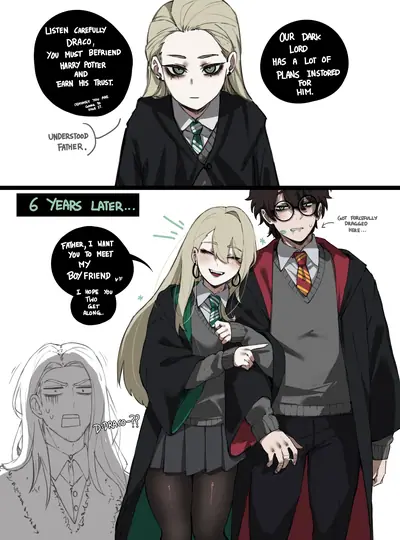 LISTEN CAREFULLY
DRACO,
YOU MUST BEFRIEND
HARRY POTTER
AND
EARN HIS TRUST.
OUR DARK
LORD
HAS A LOT OF
PLANS INSTORED
FOR
HIM.
UNDERSTOOD
FATHER.
6 YEARS LATER...
GOT FORCEFULLY
DRAGGED
HERE...
FATHER, I WANT
YOU TO MEET
MY
BOYFRIEND
I HOPE YOU
TWO
GET
ALONG.
D-DRACO-??